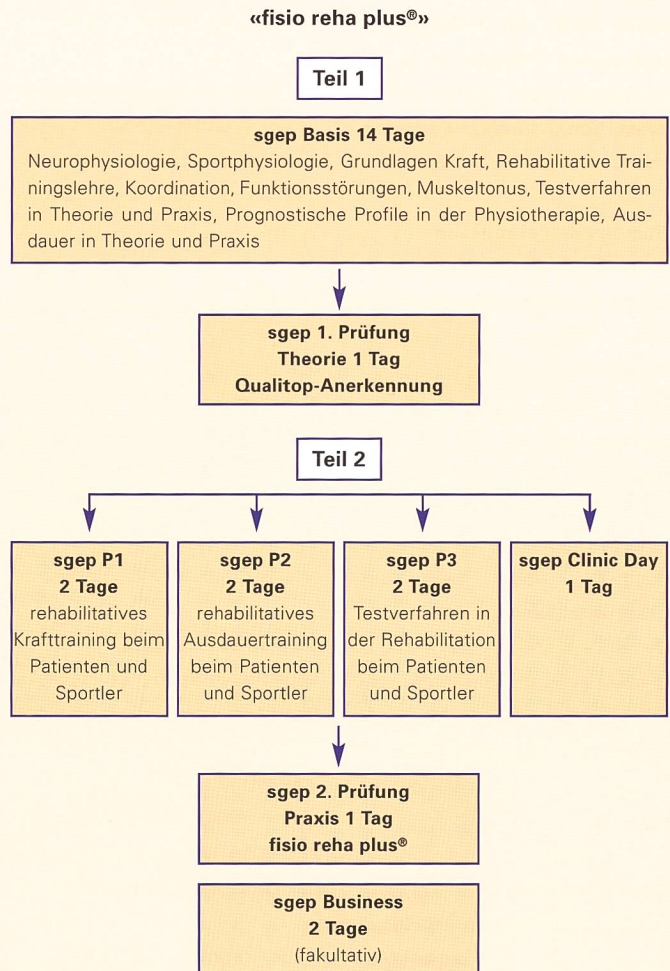 «fisio reha plus®»
Teil 1
sgep Basis 14 Tage
Neurophysiologie, Sportphysiologie, Grundlagen Kraft, Rehabilitative Trai-
ningslehre, Koordination, Funktionsstörungen, Muskeltonus, Testverfahren
in Theorie und Praxis, Prognostische Profile in der Physiotherapie, Aus-
dauer in Theorie und Praxis
sgep 1. Prüfung
Theorie 1 Tag
Qualitop-Anerkennung
Teil 2
sgep P1
2 Tage
rehabilitatives
Krafttraining beim
Patienten und
Sportler
sgep P2
2 Tage
rehabilitatives
Ausdauertraining
beim Patienten
und Sportler
sgep P3
2 Tage
Testverfahren in
der Rehabilitation
beim Patienten
und Sportler
sgep Clinic Day
1 Tag
sgep 2. Prüfung
Praxis 1 Tag
fisio reha plus®
sgep Business
2 Tage
(fakultativ)